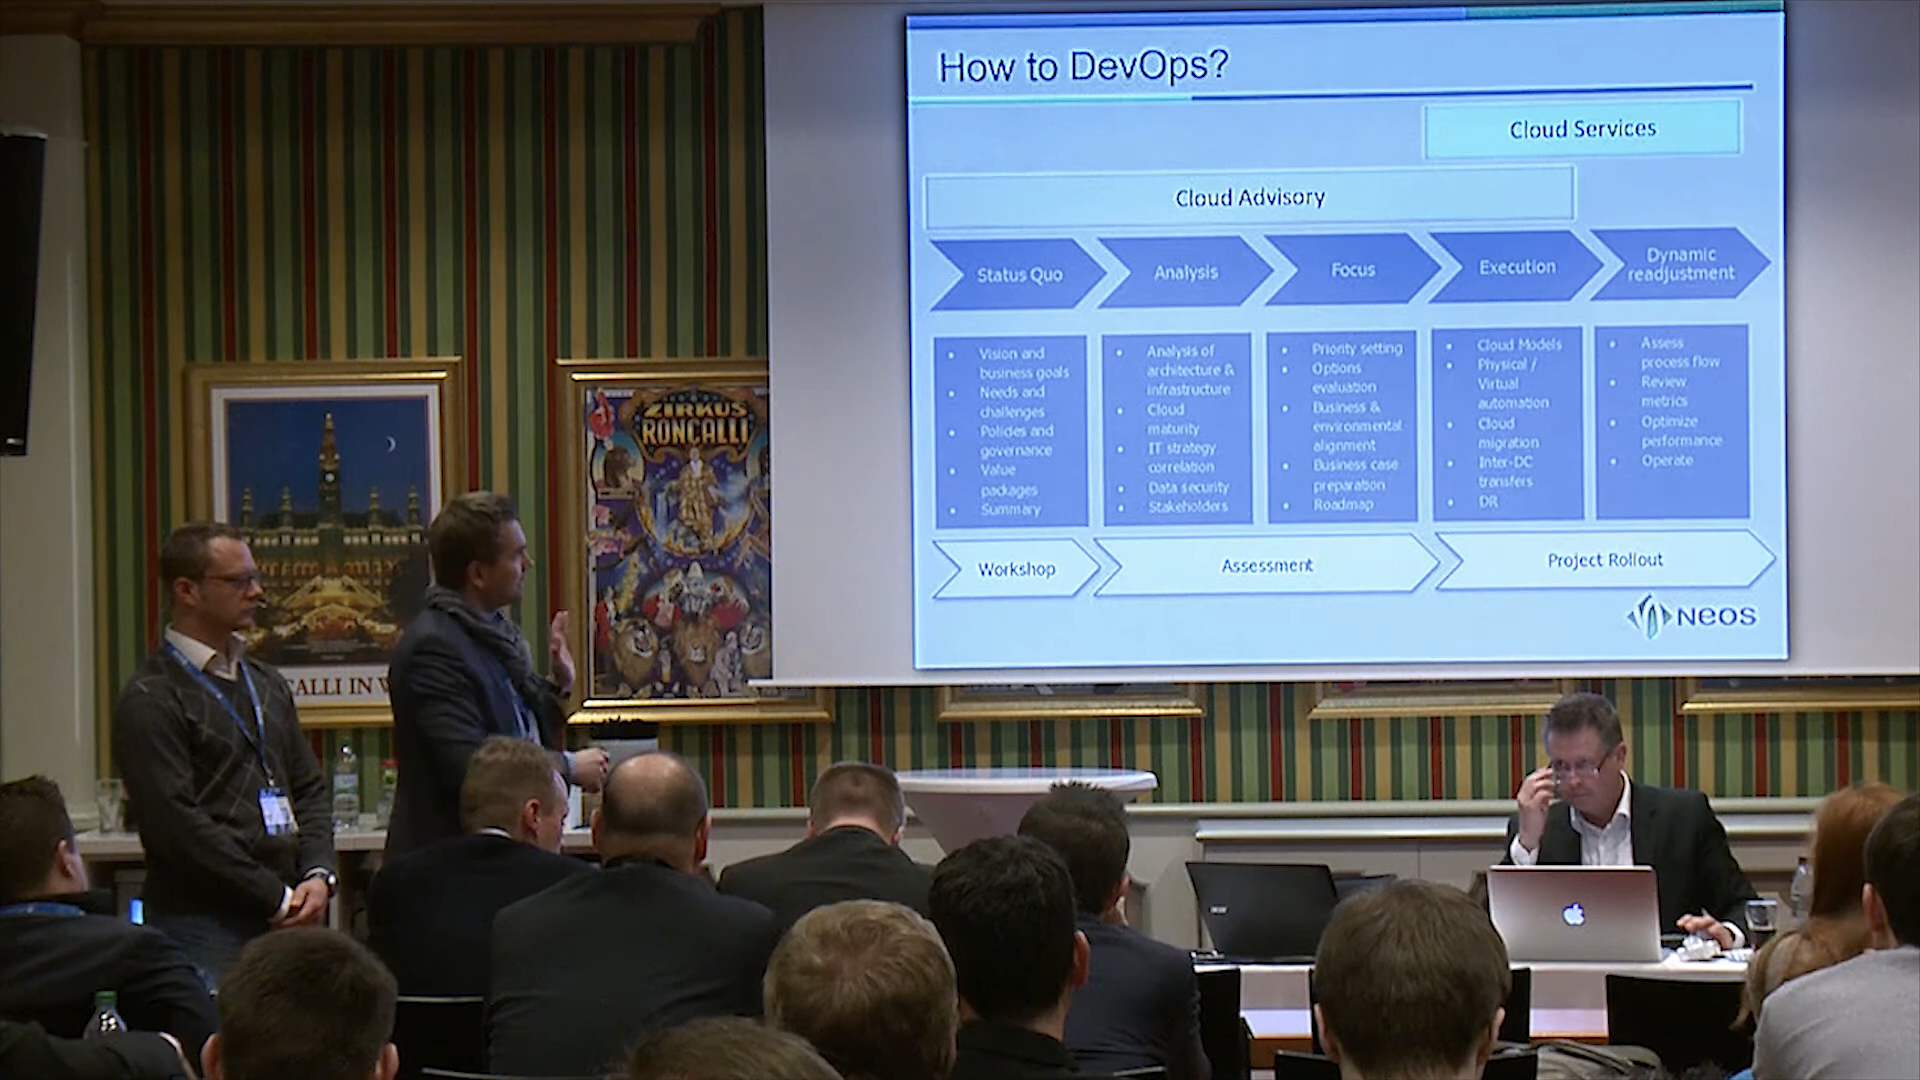 How to DevOps?
Cloud Services
Cloud Advisory
Status Quo
Analysis
Focus
Execution
Dynamic
readjustment
• Vision and
business goals
• Needs and
challenges
• Policies and
governance
• Value
packages
• Summary
• Analysis of
architecture &
infrastructure
• Cloud
maturity
• IT strategy
correlation
• Data security
• Stakeholders
• Priority setting
• Options
evaluation
• Business &
environmental
alignment
• Business case
preparation
• Roadmap
• Cloud Models
• Physical /
Virtual
automation
• Cloud
migration
• Inter-DC
transfers
• DR
• Assess
process flow
• Review
metrics
• Optimize
performance
• Operate
Workshop
Assessment
Project Rollout
NEOS
ZIRKUS
RONCALLI
CALLI IN W